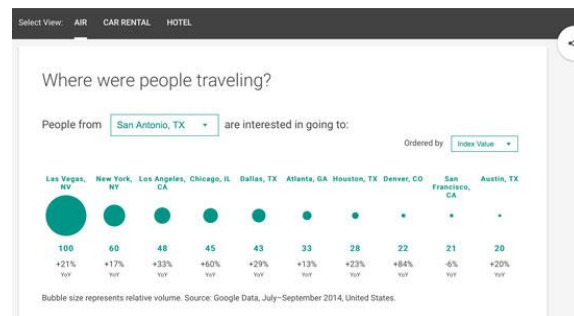 Select View: AIR CAR RENTAL HOTEL
Where were people traveling?
People from San Antonio, TX are interested in going to:
Ordered by Index Value
Las Vegas, NV New York, NY Los Angeles, CA Chicago, IL Dallas, TX Atlanta, GA Houston, TX Denver, CO San Francisco, CA Austin, TX
100 60 48 45 43 33 28 22 21 20
+21% +17% +33% +60% +29% +13% +23% +84% -6% +20%
YoY YoY YoY YoY YoY YoY YoY YoY YoY YoY
Bubble size represents relative volume. Source: Google Data, July–September 2014, United States.